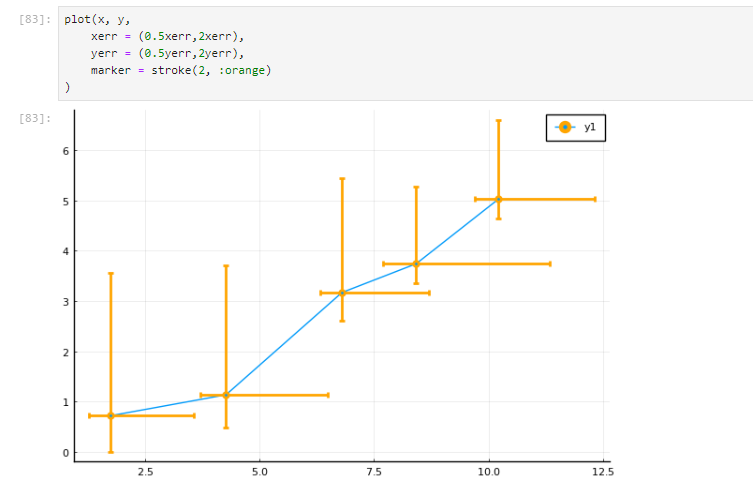 [83]: plot(x, y,
xerr = (0.5xerr,2xerr),
yerr = (0.5yerr,2yerr),
marker = stroke(2, :orange)
)
[83]:
y1
6
5
4
3
2
1
0
2.5 5.0 7.5 10.0 12.5